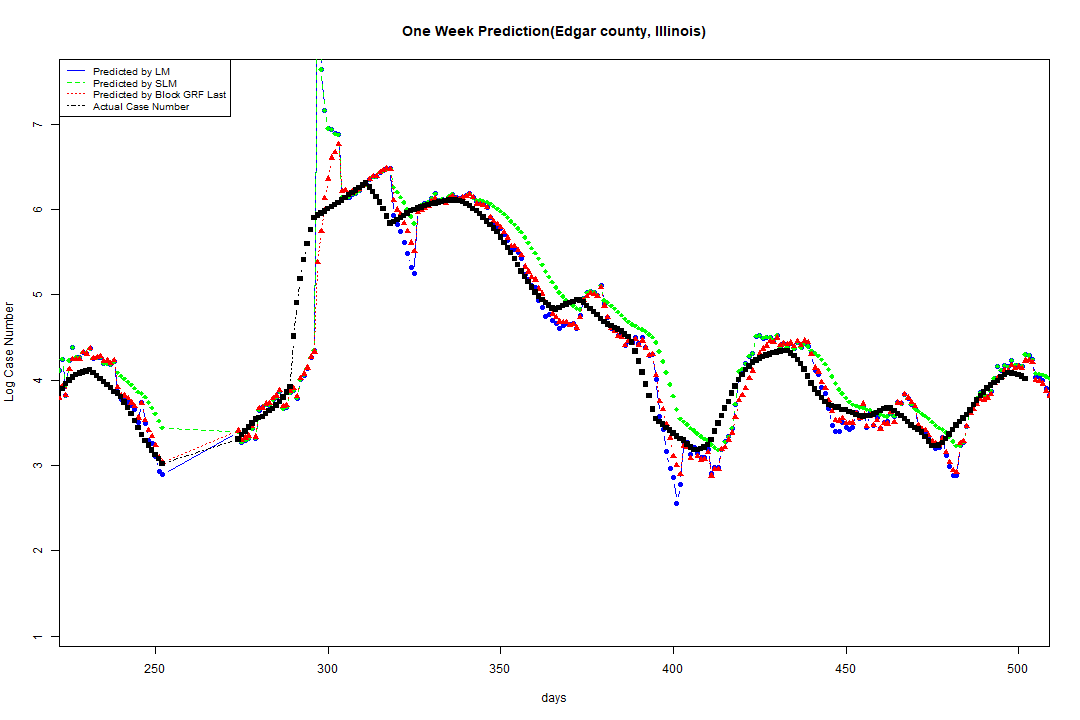 One Week Prediction(Edgar county, Illinois)
Predicted by LM
Predicted by SLM
Predicted by Block GRF Last
Actual Case Number
Log Case Number
7
6
5
4
3
2
1
250 300 350 400 450 500
days